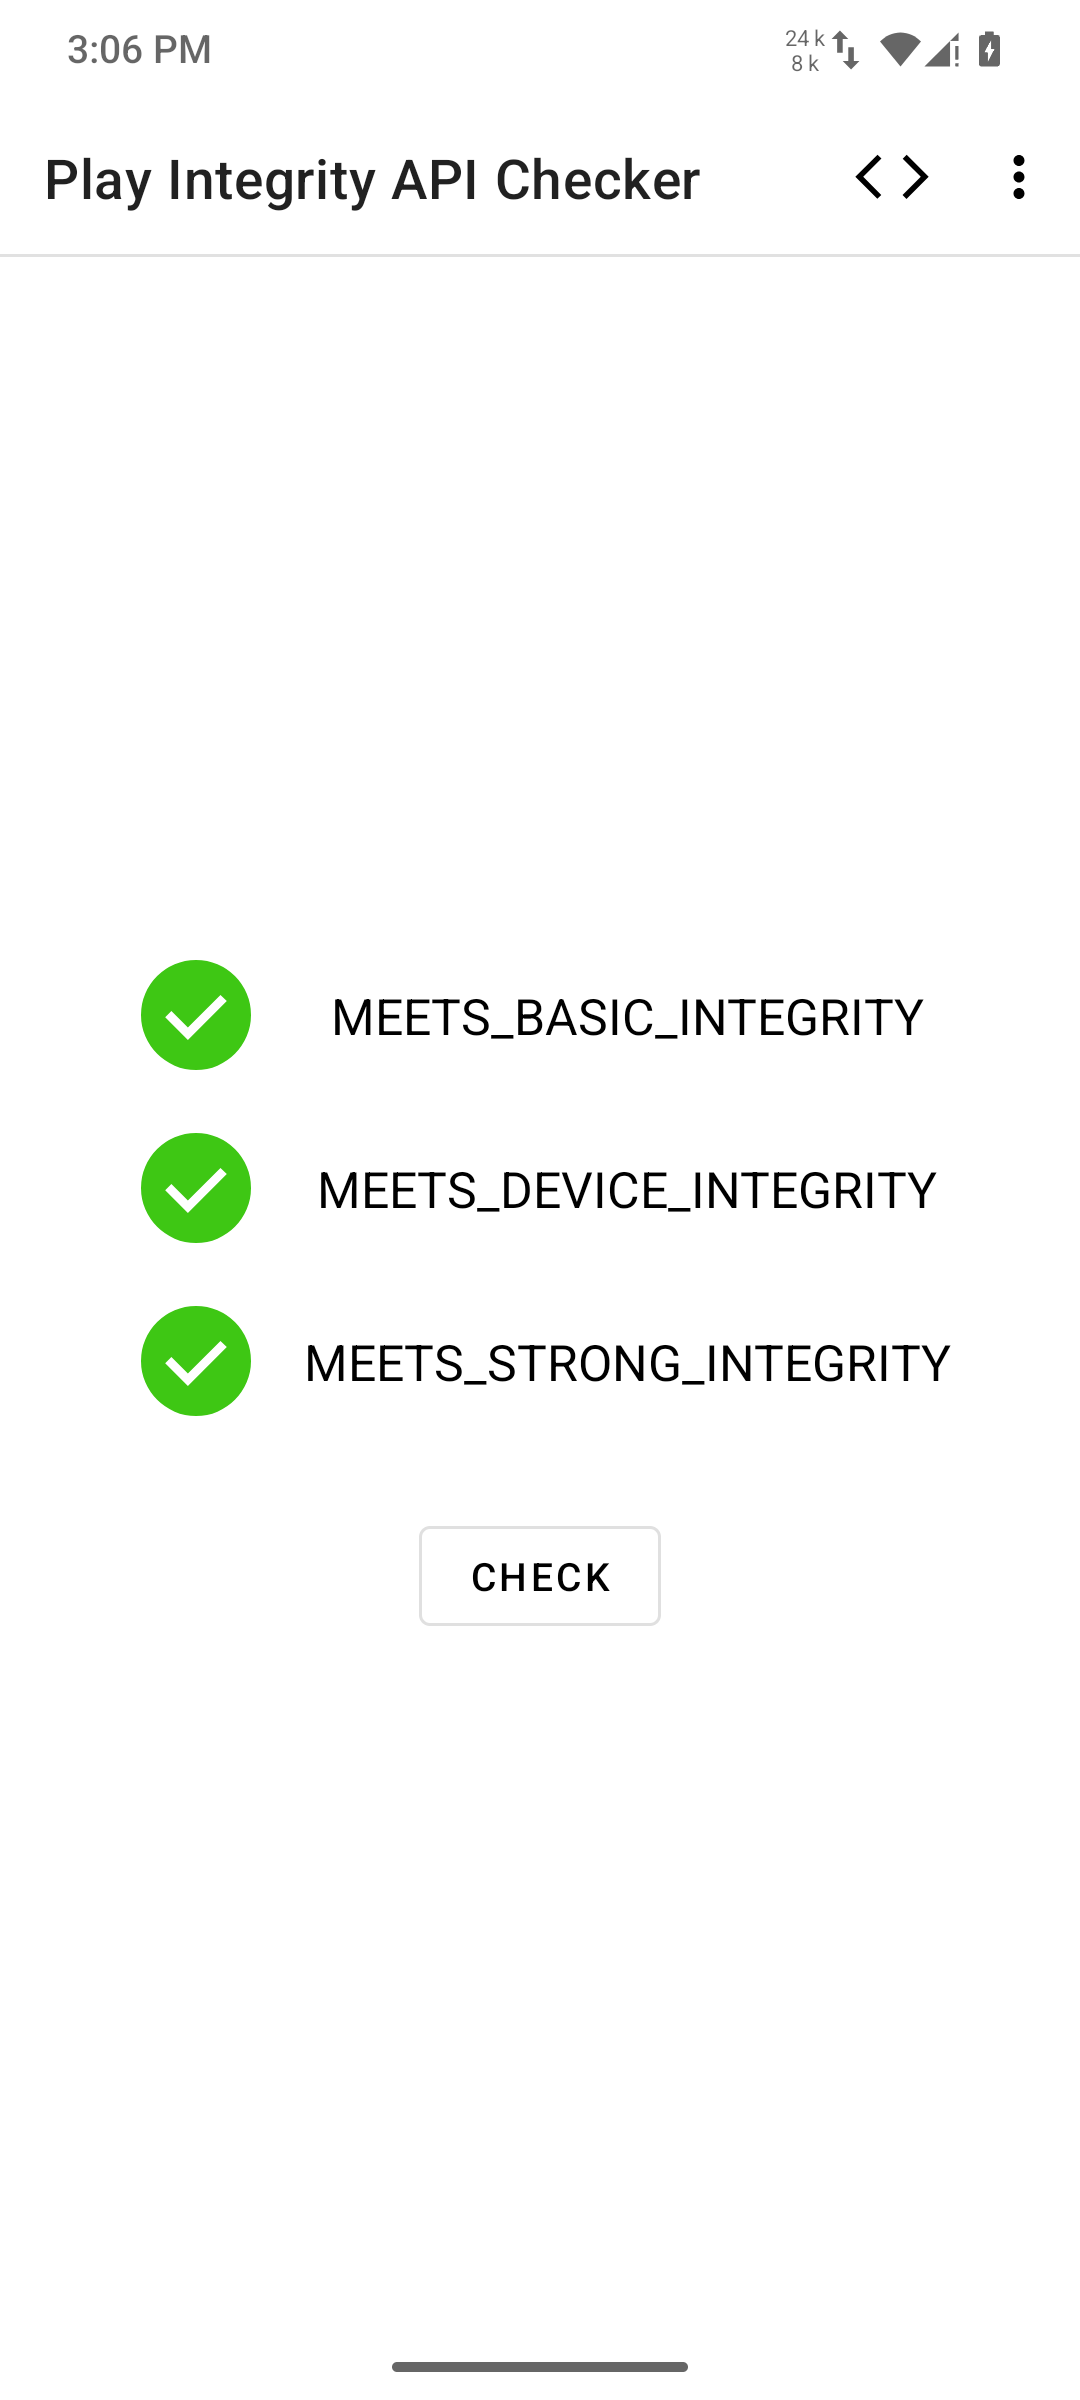 3:06 PM
24 k
8 k
Play Integrity API Checker
MEETS_BASIC_INTEGRITY
MEETS_DEVICE_INTEGRITY
MEETS_STRONG_INTEGRITY
CHECK